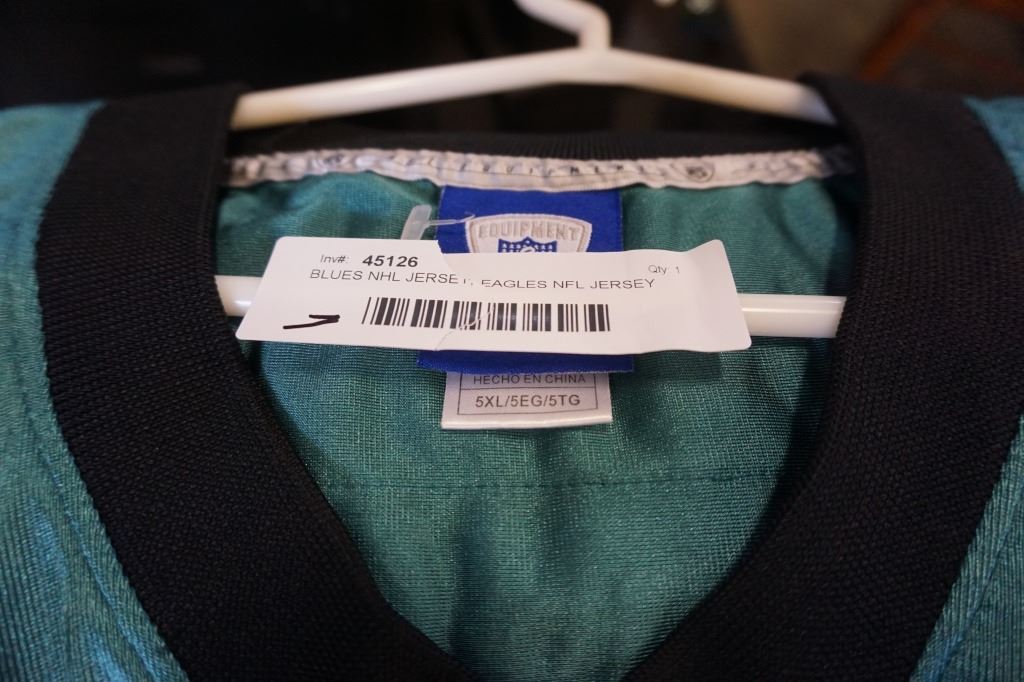 EQUIPMENT
Inv#: 45126
Qty: 1
BLUES NHL JERSEY, EAGLES NFL JERSEY
HECHO EN CHINA
5XL/5EG/5TG